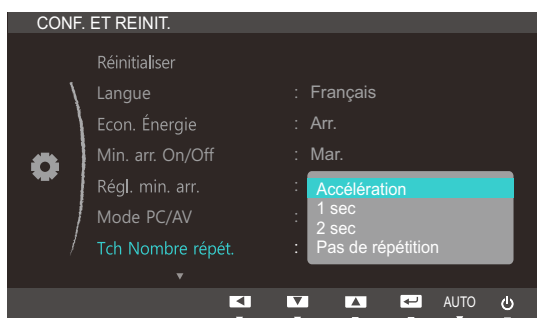 CONF. ET REINIT.
Réinitialiser
Langue : Français
Econ. Énergie : Arr.
Min. arr. On/Off : Mar.
Régl. min. arr. :
Mode PC/AV :
Tch Nombre répét. :
Accélération
1 sec
2 sec
Pas de répétition
AUTO